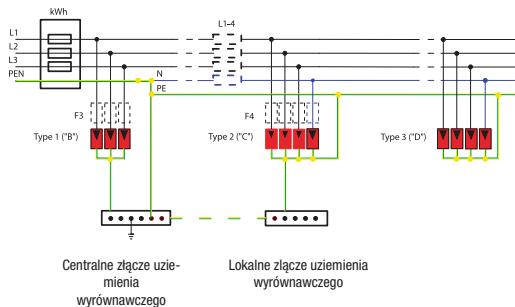 kWh
L1-4
L1
L2
L3
PEN
N
PE
F3
F4
Type 1 ("B")
Type 2 ("C")
Type 3 ("D")
Centralne złącze uzie-
mienia
wyrównawczego
Lokalne złącze uziemienia
wyrównawczego